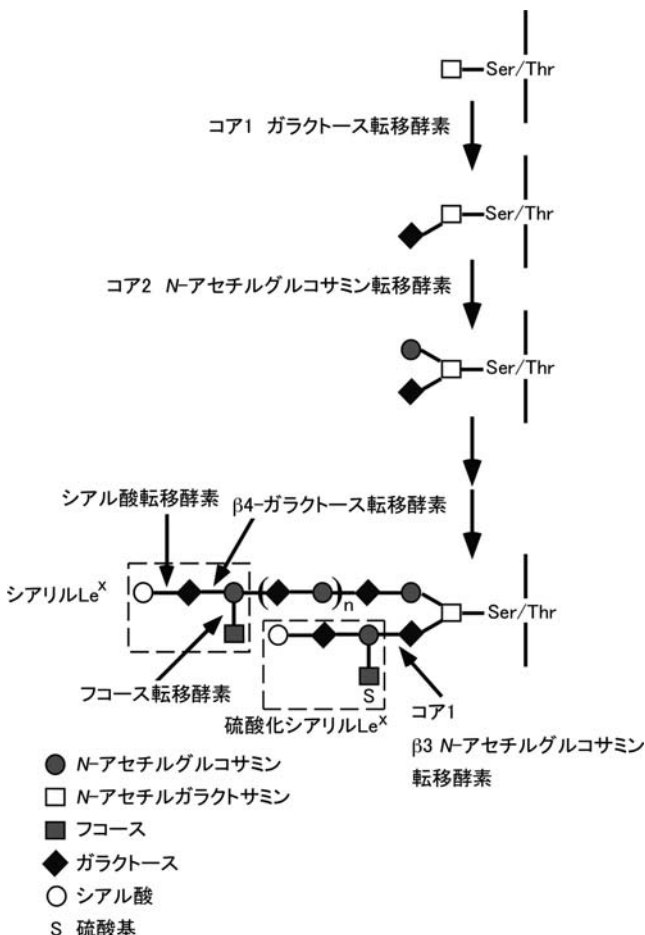 Ser/Thr
コア1 ガラクトース転移酵素
Ser/Thr
コア2 N-アセチルグルコサミン転移酵素
Ser/Thr
シアル酸転移酵素
β4-ガラクトース転移酵素
シアリルLeX
n
Ser/Thr
フコース転移酵素
S
硫酸化シアリルLeX
コア1
β3 N-アセチルグルコサミン
転移酵素
N-アセチルグルコサミン
N-アセチルガラクトサミン
フコース
ガラクトース
シアル酸
S 硫酸基